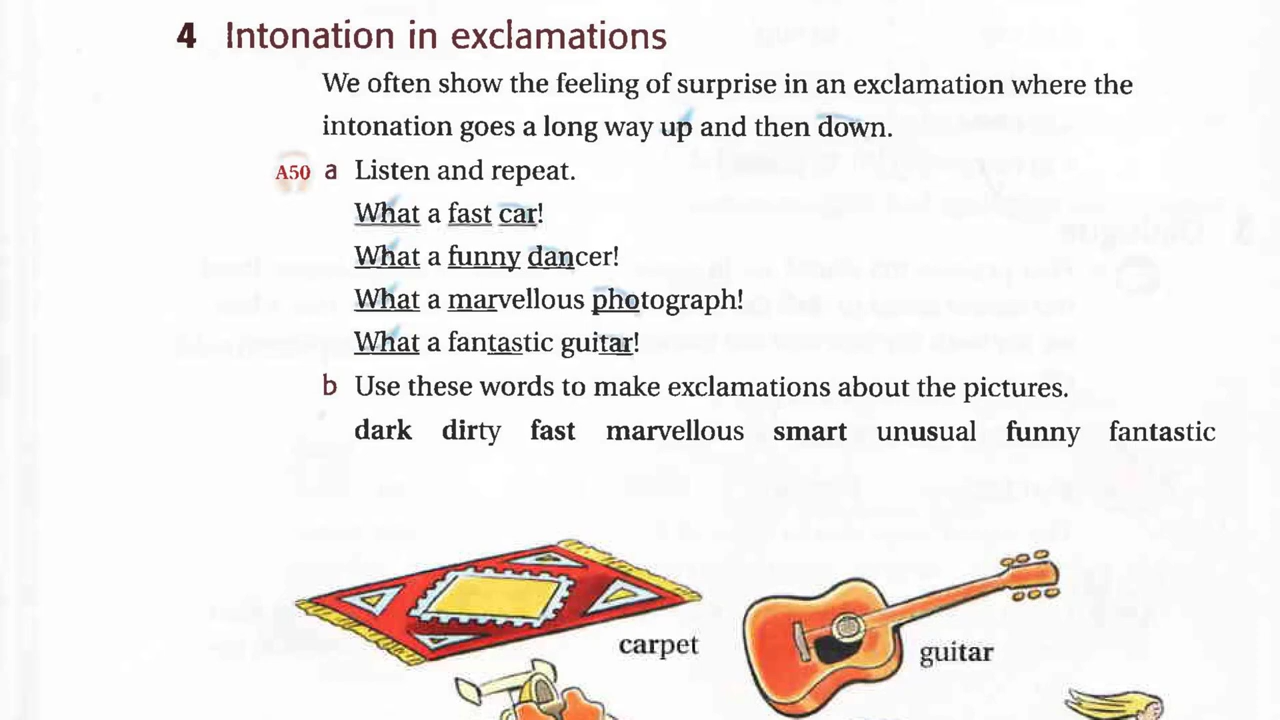 4 Intonation in exclamations
We often show the feeling of surprise in an exclamation where the
intonation goes a long way up and then down.
A50 a Listen and repeat.
What a fast car!
What a funny dancer!
What a marvellous photograph!
What a fantastic guitar!
b Use these words to make exclamations about the pictures.
dark dirty fast marvellous smart unusual funny fantastic
carpet
guitar